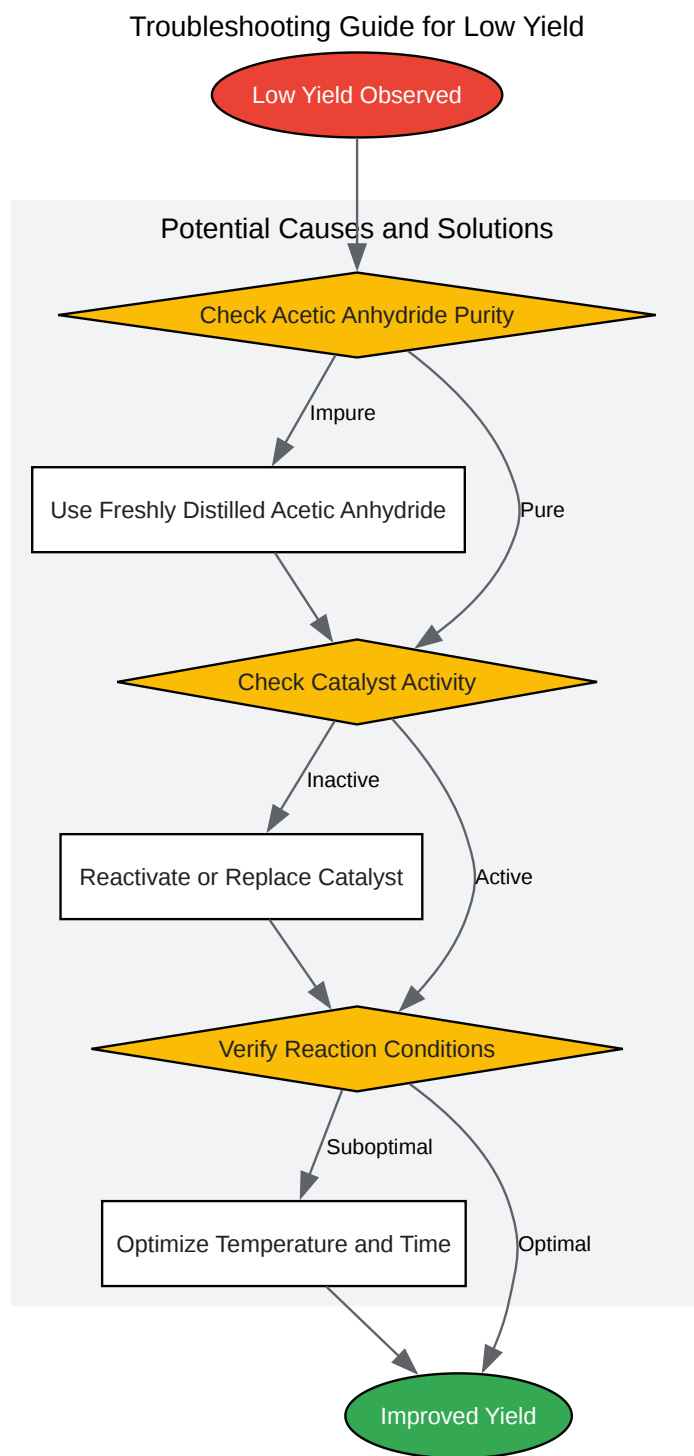 Troubleshooting Guide for Low Yield
Low Yield Observed
Potential Causes and Solutions
Check Acetic Anhydride Purity
Impure
Use Freshly Distilled Acetic Anhydride
Pure
Check Catalyst Activity
Inactive
Reactivate or Replace Catalyst
Active
Verify Reaction Conditions
Suboptimal
Optimize Temperature and Time
Optimal
Improved Yield